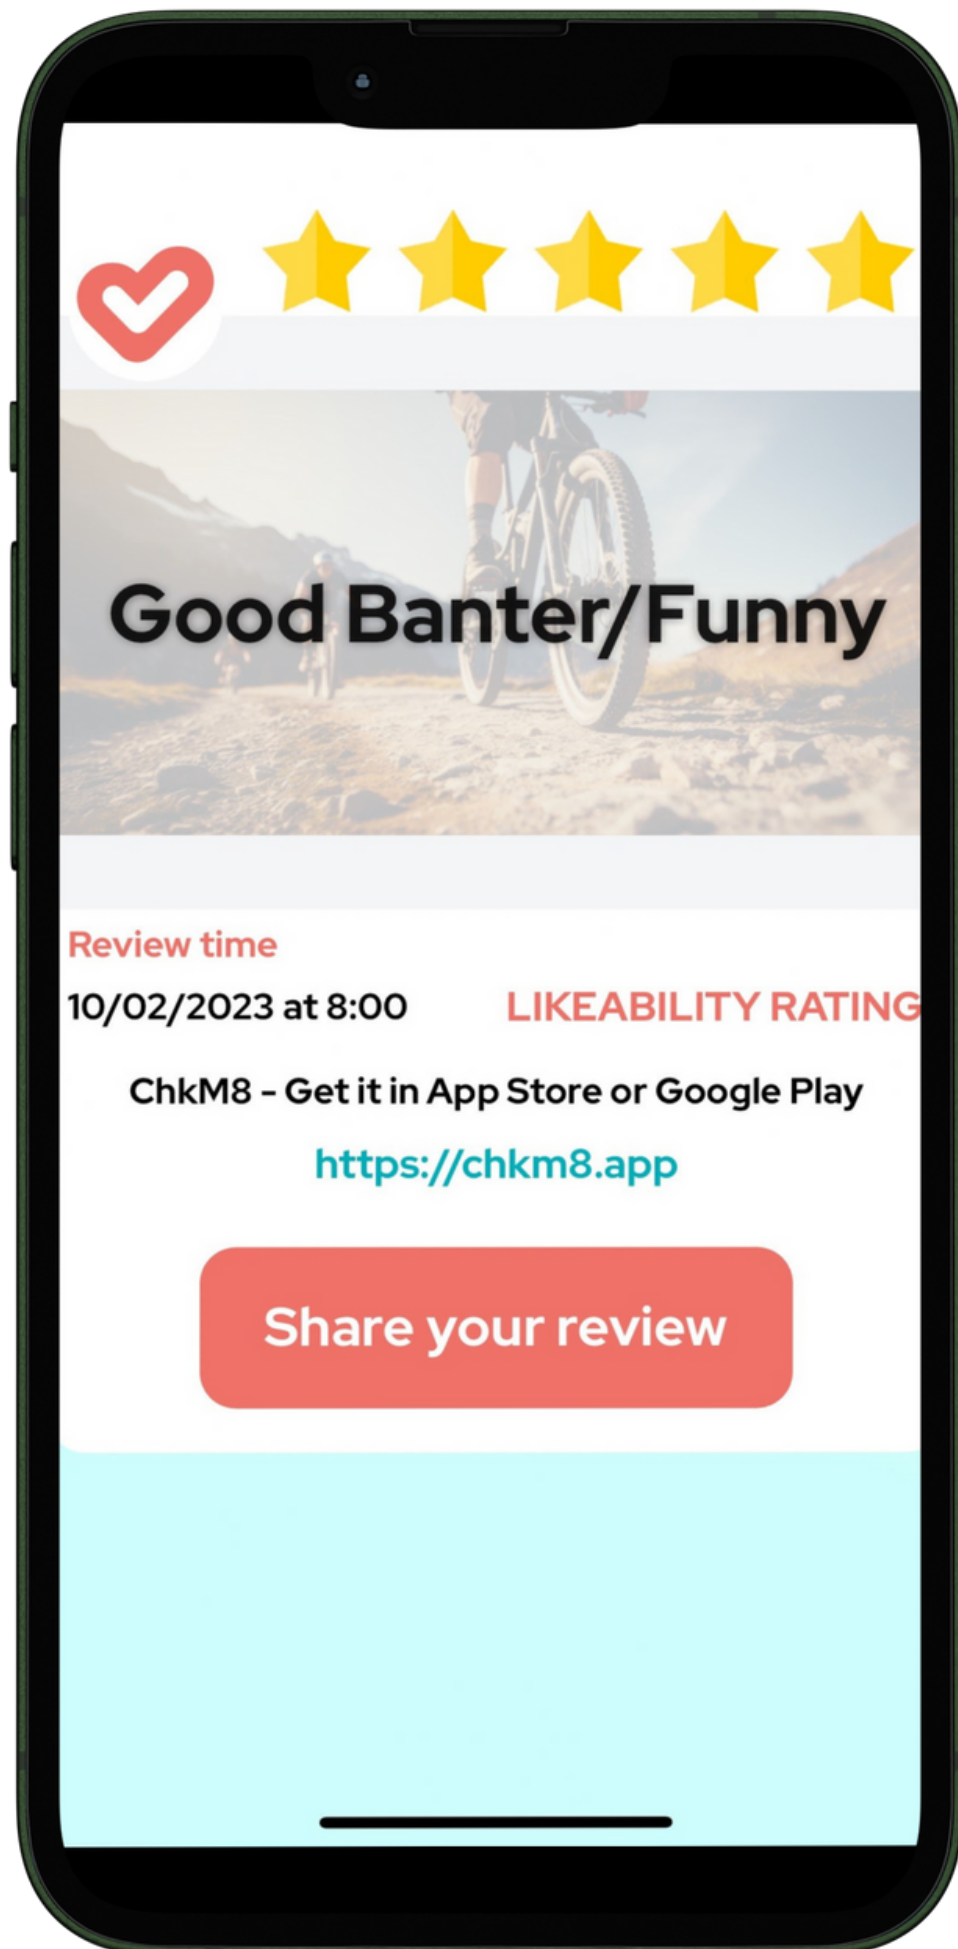 Good Banter/Funny
Review time
10/02/2023 at 8:00
LIKEABILITY RATING
ChkM8 - Get it in App Store or Google Play
https://chkm8.app
Share your review